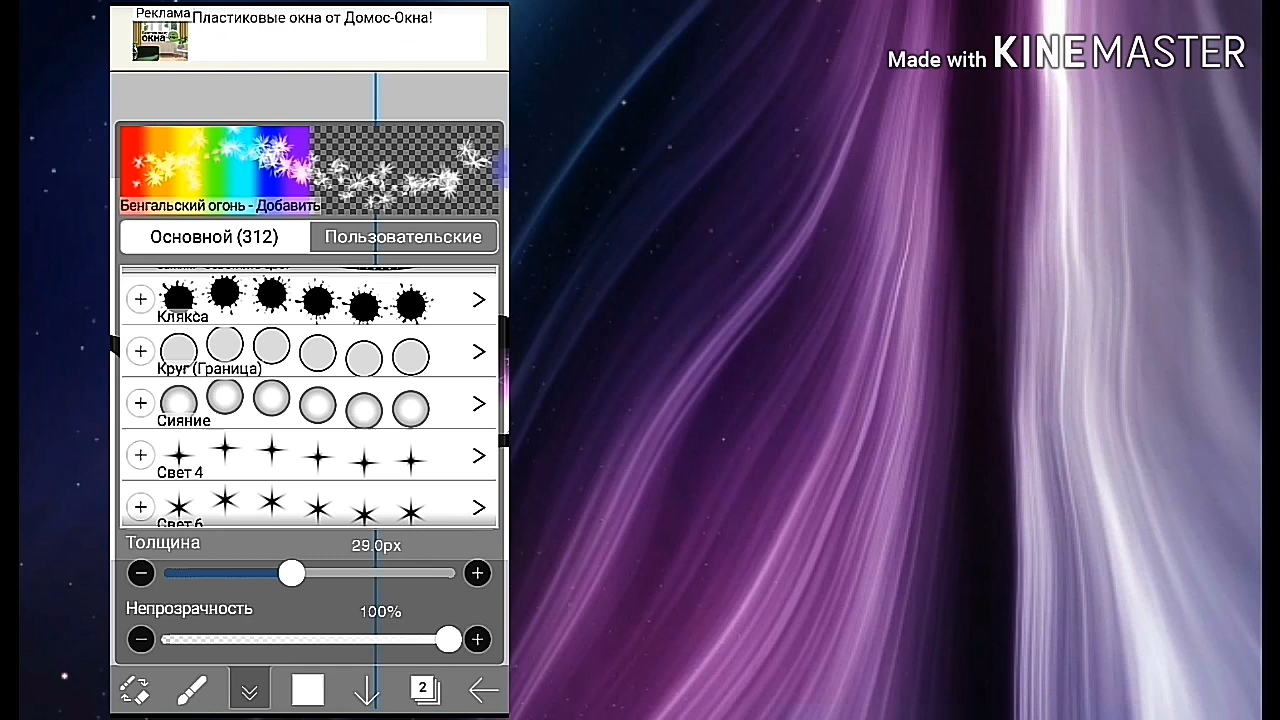 Реклама
Пластиковые окна от Домос-Окна!
окна
Made with KINEMASTER
Бенгальский огонь - Добавить
Основной (312)
Пользовательские
Клякса
Круг (Граница)
Сияние
Свет 4
Свет 6
Толщина
29.0px
Непрозрачность
100%
2